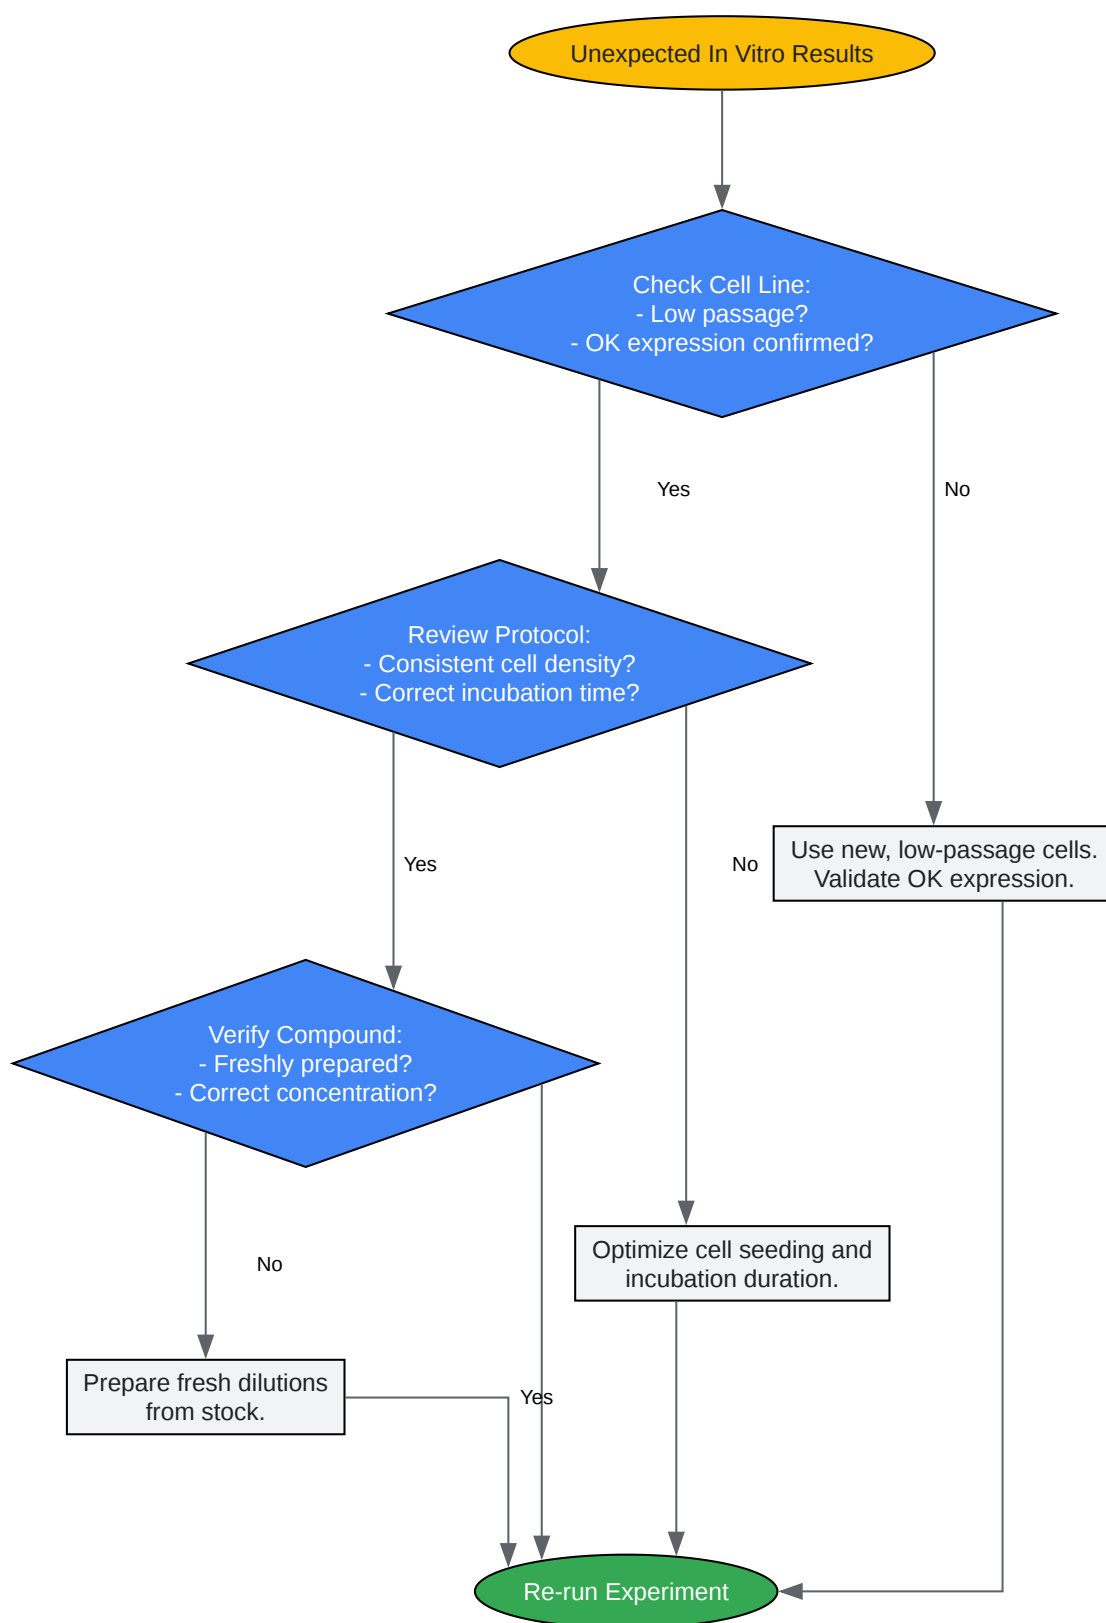 Unexpected In Vitro Results
Check Cell Line:
- Low passage?
- OK expression confirmed?
Yes
No
Review Protocol:
- Consistent cell density?
- Correct incubation time?
Yes
No
Use new, low-passage cells.
Validate OK expression.
Verify Compound:
- Freshly prepared?
- Correct concentration?
No
Optimize cell seeding and
incubation duration.
Prepare fresh dilutions
from stock.
Yes
Re-run Experiment